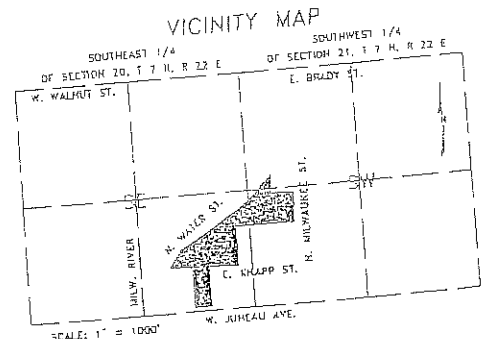 VICINITY MAP
SOUTHEAST 1/4
OF SECTION 20, T 7 N, R 22 E
SOUTHWEST 1/4
OF SECTION 21, T 7 N, R 22 E
W. WALNUT ST.
E. BRADY ST.
N. WATER ST.
N. MILWAUKEE ST.
MILW. RIVER
E. KNAPP ST.
W. JUNEAU AVE.
SCALE: 1" = 1000'